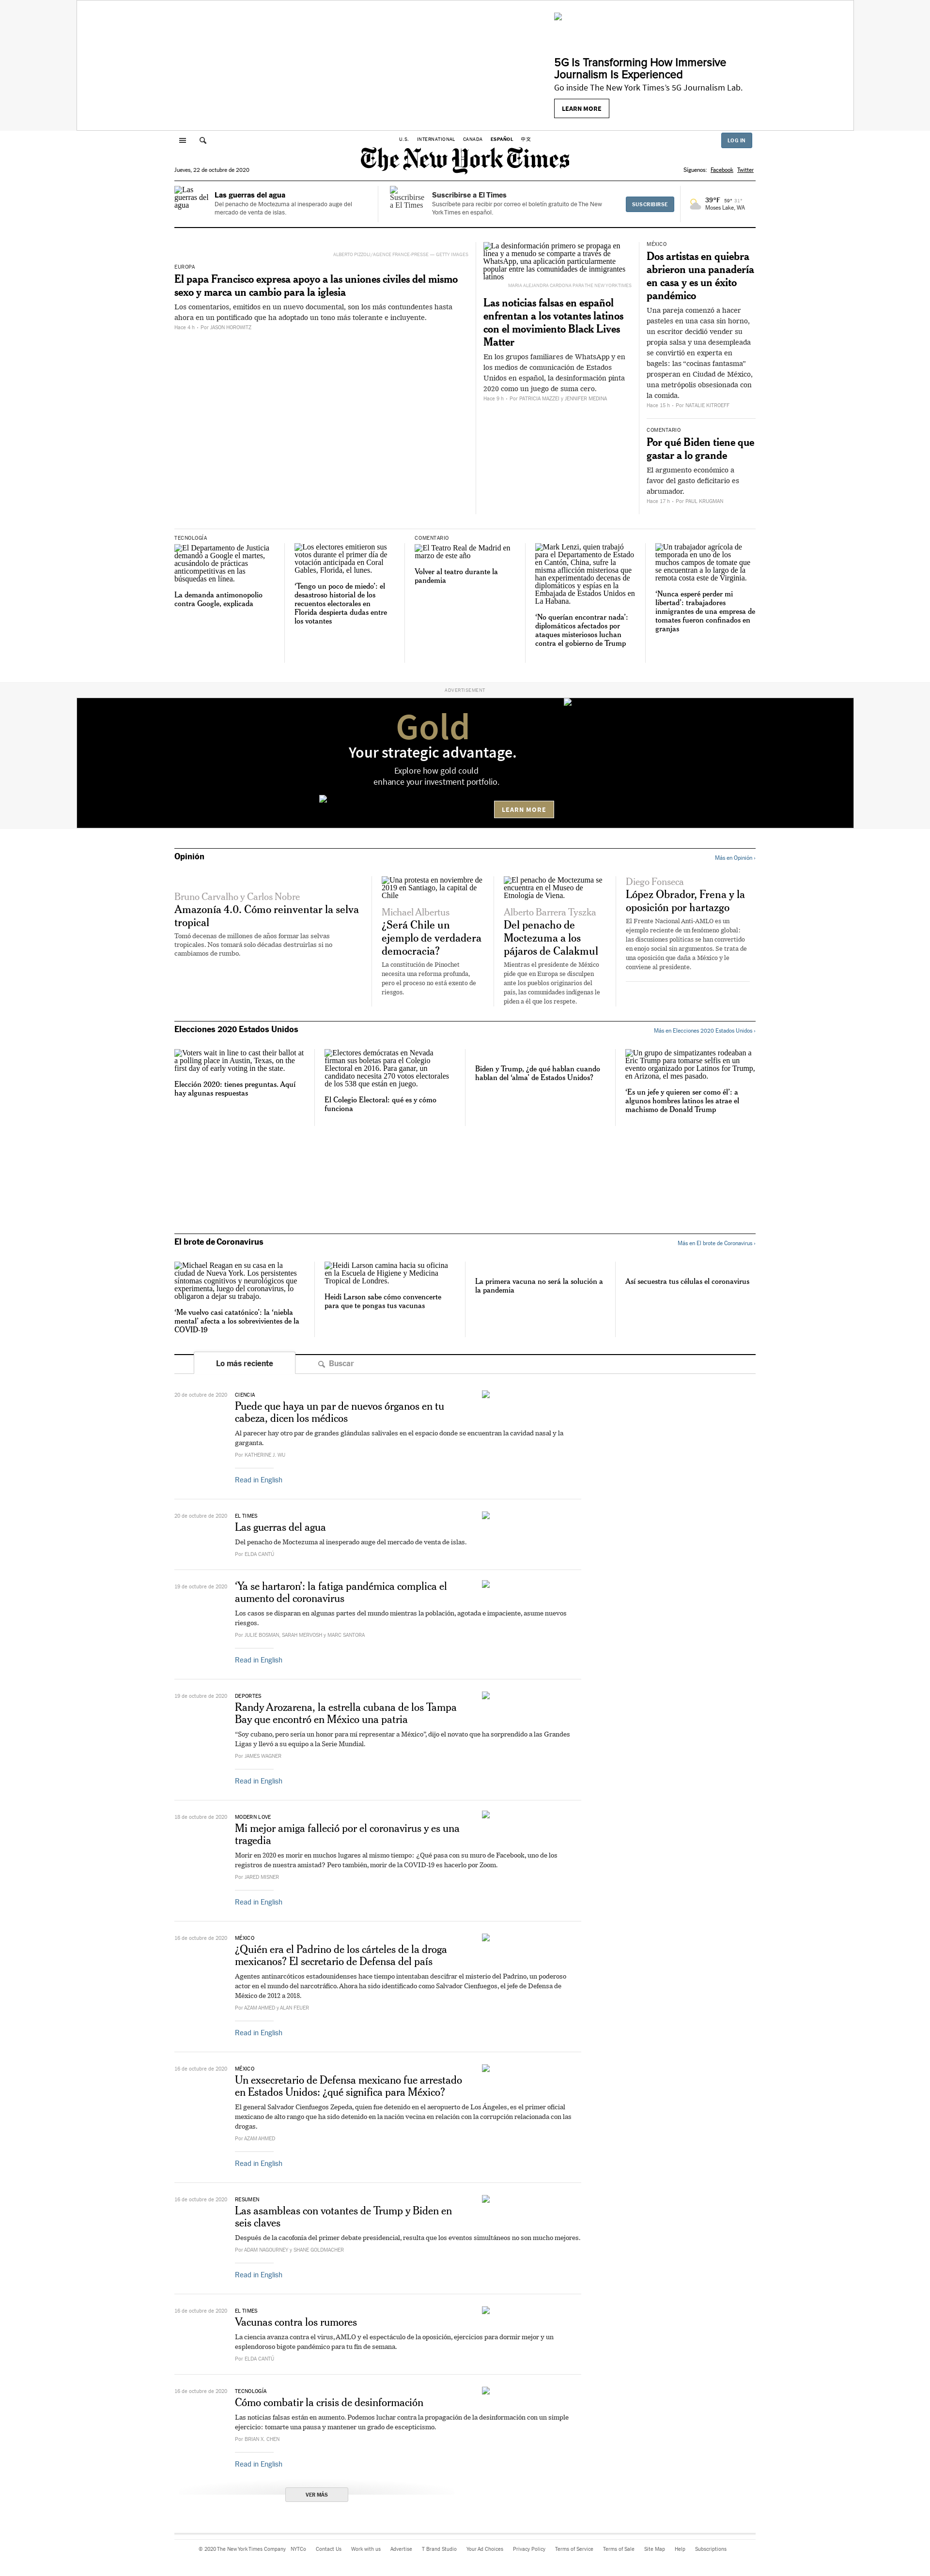 5G Is Transforming How Immersive
Journalism Is Experienced
Go inside The New York Times's 5G Journalism Lab.
LEARN MORE
U.S.
INTERNATIONAL
CANADA
ESPAÑOL
中文
LOG IN
The New York Times
Jueves, 22 de octubre de 2020
Síguenos: Facebook Twitter
Las guerras del agua
Las guerras del agua
Del penacho de Moctezuma al inesperado auge del
mercado de venta de islas.
Suscribirse a El Times
Suscribirse a El Times
Suscríbete para recibir por correo el boletín gratuito de The New
York Times en español.
SUSCRIBIRSE
39°F 39° 31°
Moses Lake, WA
ALBERTO PIZZOLI/AGENCE FRANCE-PRESSE — GETTY IMAGES
EUROPA
El papa Francisco expresa apoyo a las uniones civiles del mismo
sexo y marca un cambio para la iglesia
Los comentarios, emitidos en un nuevo documental, son los más contundentes hasta
ahora en un pontificado que ha adoptado un tono más tolerante e incluyente.
Hace 4 h - Por JASON HOROWITZ
La desinformación primero se propaga en
línea y a menudo se comparte a través de
WhatsApp, una aplicación particularmente
popular entre las comunidades de inmigrantes
latinos
MARIA ALEJANDRA CARDONA PARA THE NEW YORK TIMES
Las noticias falsas en español
enfrentan a los votantes latinos
con el movimiento Black Lives
Matter
En los grupos familiares de WhatsApp y en
los medios de comunicación de Estados
Unidos en español, la desinformación pinta
2020 como un juego de suma cero.
Hace 9 h - Por PATRICIA MAZZEI y JENNIFER MEDINA
MÉXICO
Dos artistas en quiebra
abrieron una panadería
en casa y es un éxito
pandémico
Una pareja comenzó a hacer
pasteles en una casa sin horno,
un escritor decidió vender su
propia salsa y una desempleada
se convirtió en experta en
bagels: las "cocinas fantasma"
prosperan en Ciudad de México,
una metrópolis obsesionada con
la comida.
Hace 15 h - Por NATALIE KITROEFF
COMENTARIO
Por qué Biden tiene que
gastar a lo grande
El argumento económico a
favor del gasto deficitario es
abrumador.
Hace 17 h - Por PAUL KRUGMAN
TECNOLOGÍA
El Departamento de Justicia
demandó a Google el martes,
acusándolo de prácticas
anticompetitivas en las
búsquedas en línea.
La demanda antimonopolio
contra Google, explicada
Los electores emitieron sus
votos durante el primer día de
votación anticipada en Coral
Gables, Florida, el lunes.
'Tengo un poco de miedo': el
desastroso historial de los
recuentos electorales en
Florida despierta dudas entre
los votantes
COMENTARIO
El Teatro Real de Madrid en
marzo de este año
Volver al teatro durante la
pandemia
Mark Lenzi, quien trabajó
para el Departamento de Estado
en Cantón, China, sufre la
misma aflicción misteriosa que
han experimentado decenas de
diplomáticos y espías en la
Embajada de Estados Unidos en
La Habana.
'No querían encontrar nada':
diplomáticos afectados por
ataques misteriosos luchan
contra el gobierno de Trump
Un trabajador agrícola de
temporada en uno de los
muchos campos de tomate que
se encuentran a lo largo de la
remota costa este de Virginia.
'Nunca esperé perder mi
libertad': trabajadores
inmigrantes de una empresa de
tomates fueron confinados en
granjas
ADVERTISEMENT
Gold
Your strategic advantage.
Explore how gold could
enhance your investment portfolio.
LEARN MORE
Opinión
Más en Opinión ›
Bruno Carvalho y Carlos Nobre
Amazonía 4.0. Cómo reinventar la selva
tropical
Tomó decenas de millones de años formar las selvas
tropicales. Nos tomará solo décadas destruirlas si no
cambiamos de rumbo.
Una protesta en noviembre de
2019 en Santiago, la capital de
Chile
Michael Albertus
¿Será Chile un
ejemplo de verdadera
democracia?
La constitución de Pinochet
necesita una reforma profunda,
pero el proceso no está exento de
riesgos.
El penacho de Moctezuma se
encuentra en el Museo de
Etnología de Viena.
Alberto Barrera Tyszka
Del penacho de
Moctezuma a los
pájaros de Calakmul
Mientras el presidente de México
pide que en Europa se disculpen
ante los pueblos originarios del
país, las comunidades indígenas le
piden a él que los respete.
Diego Fonseca
López Obrador, Frena y la
oposición por hartazgo
El Frente Nacional Anti-AMLO es un
ejemplo reciente de un fenómeno global:
las discusiones políticas se han convertido
en enojo social sin argumentos. Se trata de
una oposición que daña a México y le
conviene al presidente.
Elecciones 2020 Estados Unidos
Más en Elecciones 2020 Estados Unidos ›
Voters wait in line to cast their ballot at
a polling place in Austin, Texas, on the
first day of early voting in the state.
Elección 2020: tienes preguntas. Aquí
hay algunas respuestas
Electores demócratas en Nevada
firman sus boletas para el Colegio
Electoral en 2016. Para ganar, un
candidato necesita 270 votos electorales
de los 538 que están en juego.
El Colegio Electoral: qué es y cómo
funciona
Biden y Trump, ¿de qué hablan cuando
hablan del 'alma' de Estados Unidos?
Un grupo de simpatizantes rodeaban a
Eric Trump para tomarse selfis en un
evento organizado por Latinos for Trump,
en Arizona, el mes pasado.
'Es un jefe y quieren ser como él': a
algunos hombres latinos les atrae el
machismo de Donald Trump
El brote de Coronavirus
Más en El brote de Coronavirus ›
Michael Reagan en su casa en la
ciudad de Nueva York. Los persistentes
síntomas cognitivos y neurológicos que
experimenta, luego del coronavirus, lo
obligaron a dejar su trabajo.
'Me vuelvo casi catatónico': la 'niebla
mental' afecta a los sobrevivientes de la
COVID-19
Heidi Larson camina hacia su oficina
en la Escuela de Higiene y Medicina
Tropical de Londres.
Heidi Larson sabe cómo convencerte
para que te pongas tus vacunas
La primera vacuna no será la solución a
la pandemia
Así secuestra tus células el coronavirus
Lo más reciente
Buscar
20 de octubre de 2020
CIENCIA
Puede que haya un par de nuevos órganos en tu
cabeza, dicen los médicos
Al parecer hay otro par de grandes glándulas salivales en el espacio donde se encuentran la cavidad nasal y la
garganta.
Por KATHERINE J. WU
Read in English
20 de octubre de 2020
EL TIMES
Las guerras del agua
Del penacho de Moctezuma al inesperado auge del mercado de venta de islas.
Por ELDA CANTÚ
19 de octubre de 2020
'Ya se hartaron': la fatiga pandémica complica el
aumento del coronavirus
Los casos se disparan en algunas partes del mundo mientras la población, agotada e impaciente, asume nuevos
riesgos.
Por JULIE BOSMAN, SARAH MERVOSH y MARC SANTORA
Read in English
19 de octubre de 2020
DEPORTES
Randy Arozarena, la estrella cubana de los Tampa
Bay que encontró en México una patria
"Soy cubano, pero sería un honor para mí representar a México", dijo el novato que ha sorprendido a las Grandes
Ligas y llevó a su equipo a la Serie Mundial.
Por JAMES WAGNER
Read in English
18 de octubre de 2020
MODERN LOVE
Mi mejor amiga falleció por el coronavirus y es una
tragedia
Morir en 2020 es morir en muchos lugares al mismo tiempo: ¿Qué pasa con su muro de Facebook, uno de los
registros de nuestra amistad? Pero también, morir de la COVID-19 es hacerlo por Zoom.
Por JARED MISNER
Read in English
16 de octubre de 2020
MÉXICO
¿Quién era el Padrino de los cárteles de la droga
mexicanos? El secretario de Defensa del país
Agentes antinarcóticos estadounidenses hace tiempo intentaban descifrar el misterio del Padrino, un poderoso
actor en el mundo del narcotráfico. Ahora ha sido identificado como Salvador Cienfuegos, el jefe de Defensa de
México de 2012 a 2018.
Por AZAM AHMED y ALAN FEUER
Read in English
16 de octubre de 2020
MÉXICO
Un exsecretario de Defensa mexicano fue arrestado
en Estados Unidos: ¿qué significa para México?
El general Salvador Cienfuegos Zepeda, quien fue detenido en el aeropuerto de Los Ángeles, es el primer oficial
mexicano de alto rango que ha sido detenido en la nación vecina en relación con la corrupción relacionada con las
drogas.
Por AZAM AHMED
Read in English
16 de octubre de 2020
RESUMEN
Las asambleas con votantes de Trump y Biden en
seis claves
Después de la cacofonía del primer debate presidencial, resulta que los eventos simultáneos no son mucho mejores.
Por ADAM NAGOURNEY y SHANE GOLDMACHER
Read in English
16 de octubre de 2020
EL TIMES
Vacunas contra los rumores
La ciencia avanza contra el virus, AMLO y el espectáculo de la oposición, ejercicios para dormir mejor y un
esplendoroso bigote pandémico para tu fin de semana.
Por ELDA CANTÚ
16 de octubre de 2020
TECNOLOGÍA
Cómo combatir la crisis de desinformación
Las noticias falsas están en aumento. Podemos luchar contra la propagación de la desinformación con un simple
ejercicio: tomarte una pausa y mantener un grado de escepticismo.
Por BRIAN X. CHEN
Read in English
VER MÁS
© 2020 The New York Times Company
NYTCo
Contact Us
Work with us
Advertise
T Brand Studio
Your Ad Choices
Privacy Policy
Terms of Service
Terms of Sale
Site Map
Help
Subscriptions